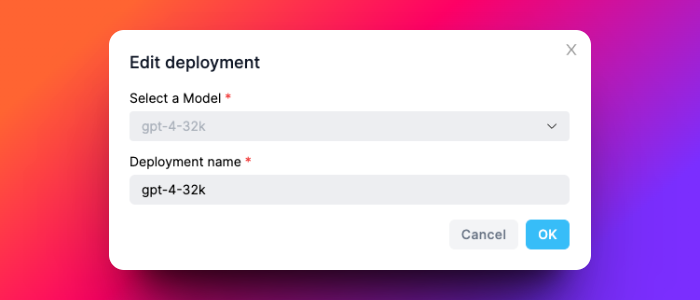 Edit deployment
Select a Model *
gpt-4-32k
Deployment name *
gpt-4-32k
Cancel OK